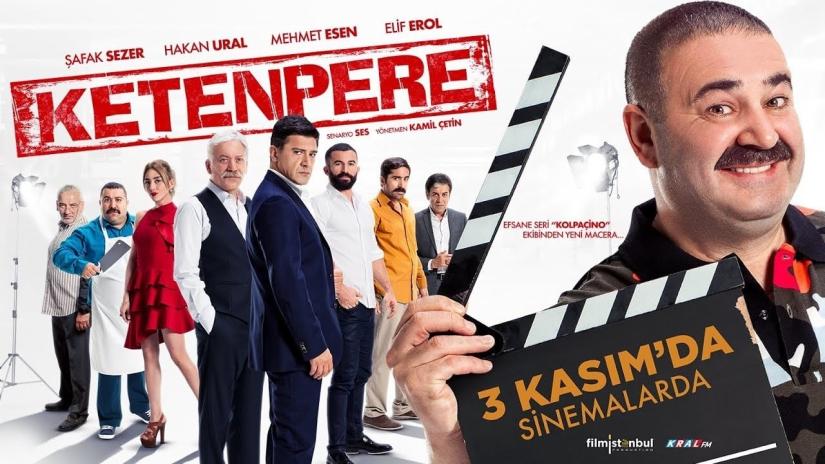 ŞAFAK SEZER HAKAN URAL MEHMET ESEN ELİF EROL
KETENPERE
SENARYO SES YÖNETMEN KAMİL ÇETİN
EFSANE SERİ "KOLPAÇİNO"
EKİBİNDEN YENİ MACERA...
3 KASIM'DA
SİNEMALARDA
filmistanbul
PRODUCTION
KRAL FM